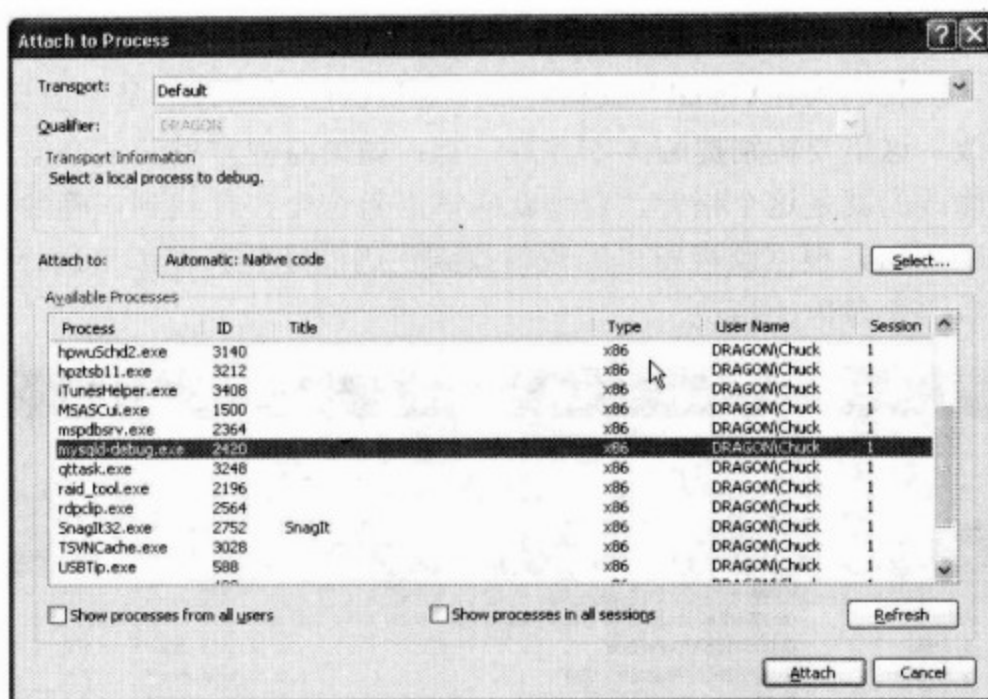 Attach to Process
Transport: Default
Qualifier: DRAGON
Transport Information
Select a local process to debug.
Attach to: Automatic: Native code Select...
Available Processes
Process ID Title Type User Name Session
hpwuSchd2.exe 3140 x86 DRAGON\Chuck 1
hpztsb11.exe 3212 x86 DRAGON\Chuck 1
iTunesHelper.exe 3408 x86 DRAGON\Chuck 1
MSASCui.exe 1500 x86 DRAGON\Chuck 1
mspdbsrv.exe 2364 x86 DRAGON\Chuck 1
mysqld-debug.exe 2420 x86 DRAGON\Chuck 1
qttask.exe 3248 x86 DRAGON\Chuck 1
raid_tool.exe 2196 x86 DRAGON\Chuck 1
rdpclip.exe 2564 x86 DRAGON\Chuck 1
SnagIt32.exe 2752 SnagIt x86 DRAGON\Chuck 1
TSVNCache.exe 3028 x86 DRAGON\Chuck 1
USBTip.exe 588 x86 DRAGON\Chuck 1
Show processes from all users Show processes in all sessions Refresh
Attach Cancel